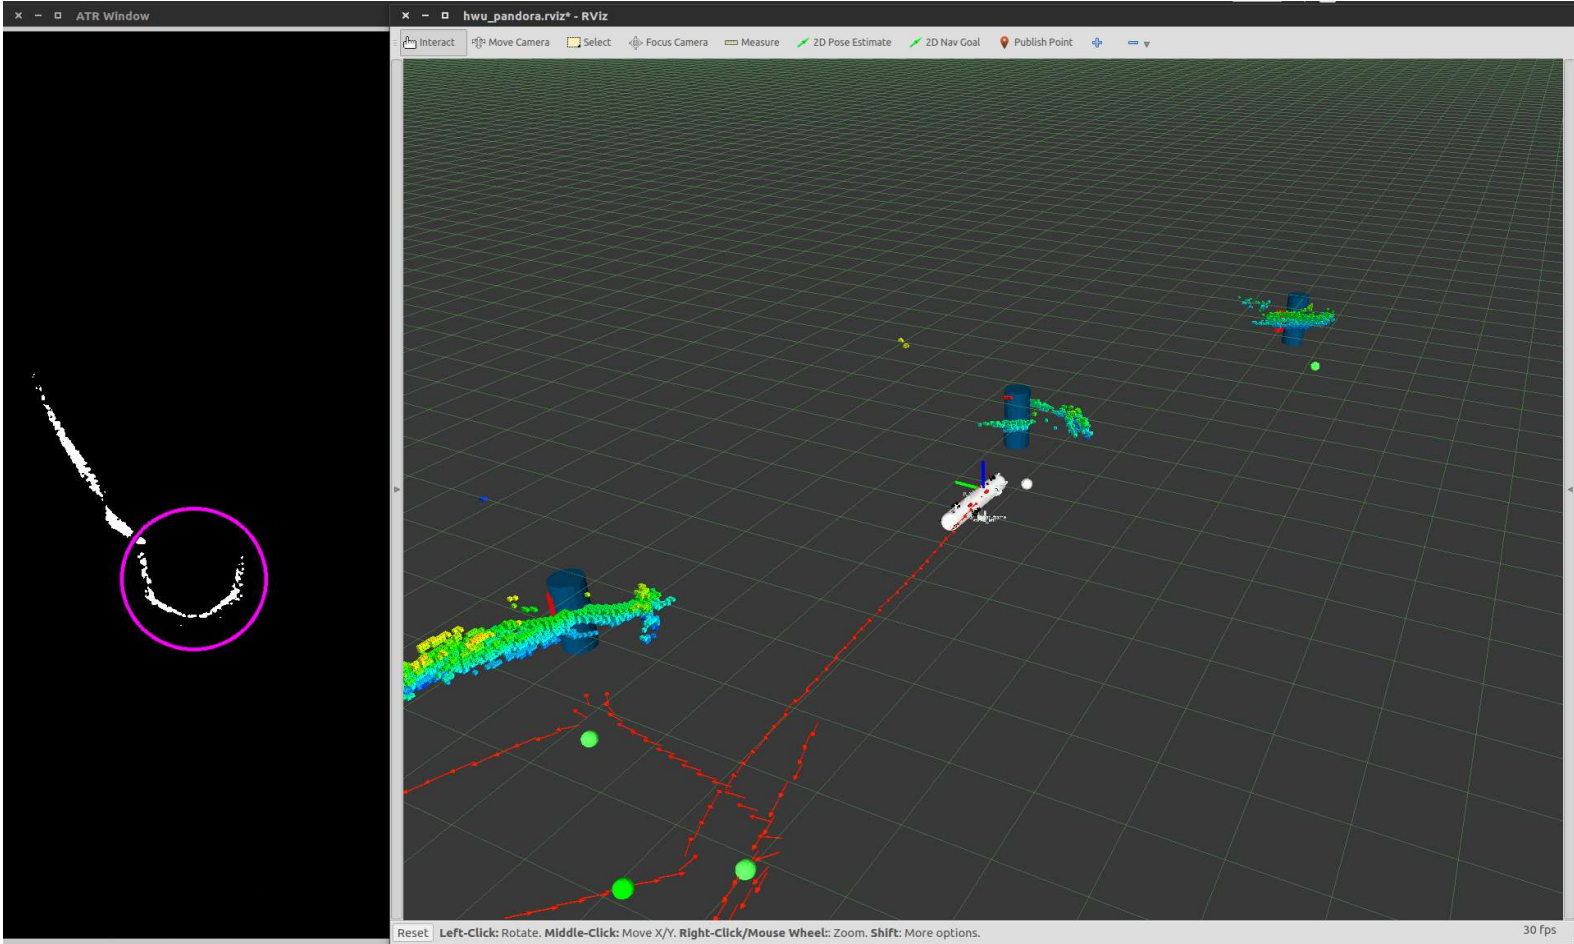 ATR Window
hwu_pandora.rviz* - RViz
Interact Move Camera Select Focus Camera Measure 2D Pose Estimate 2D Nav Goal Publish Point
Reset Left-Click: Rotate. Middle-Click: Move X/Y. Right-Click/Mouse Wheel:: Zoom. Shift: More options. 30 fps